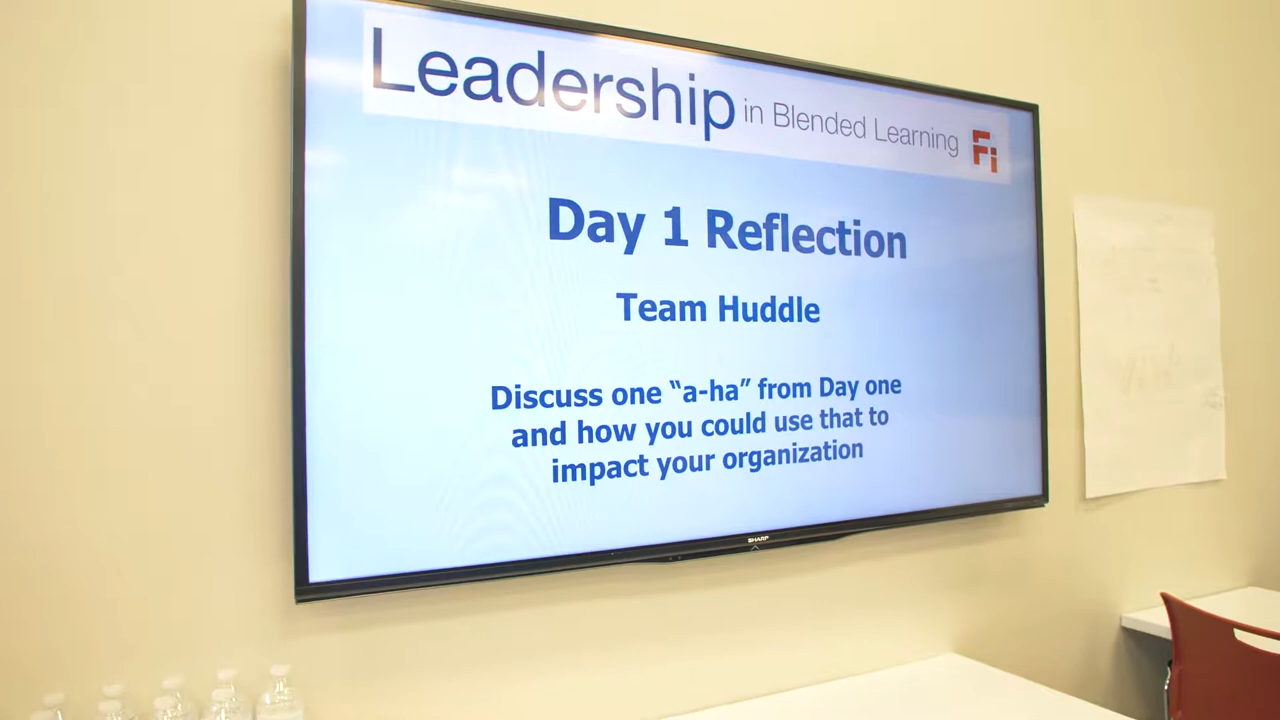 Leadership in Blended Learning Fi
Day 1 Reflection
Team Huddle
Discuss one “a-ha” from Day one
and how you could use that to
impact your organization
SHARP